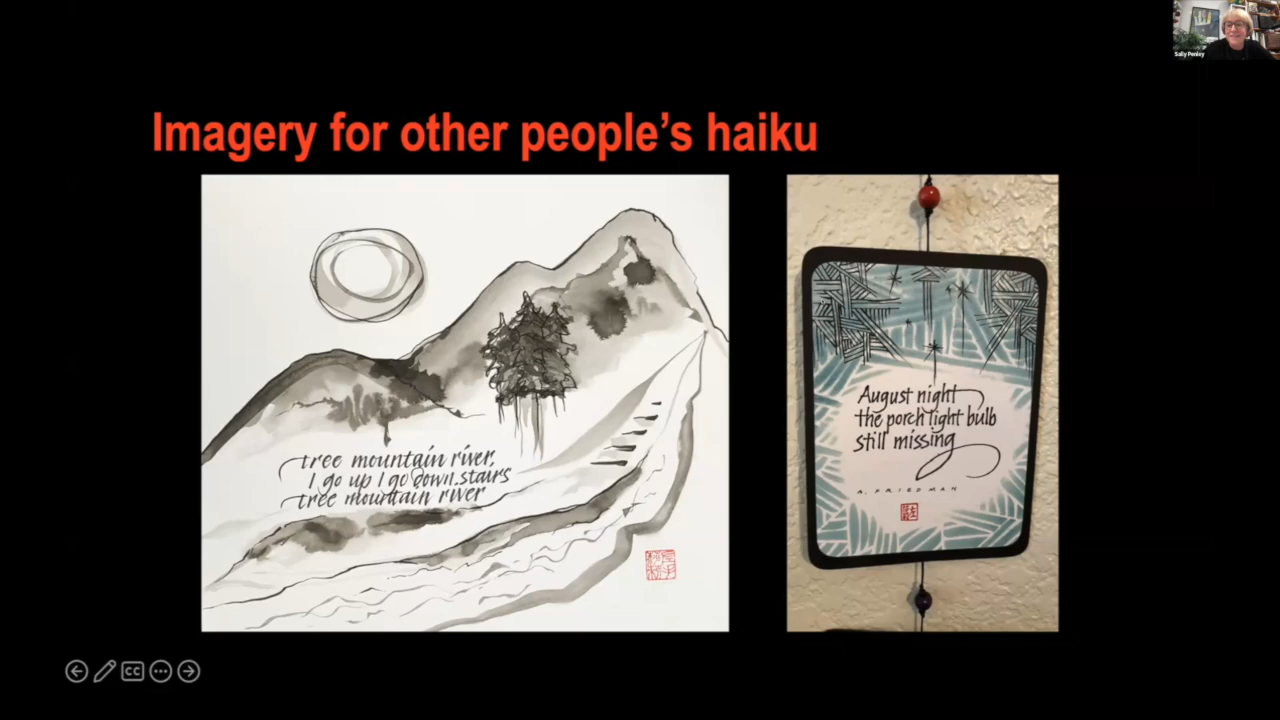 Sally Penley
Imagery for other people's haiku
tree mountain river,
I go up I go down.stairs
tree mountain river
August night
the porch light bulb
still missing
A. FRIEDMAN
CC